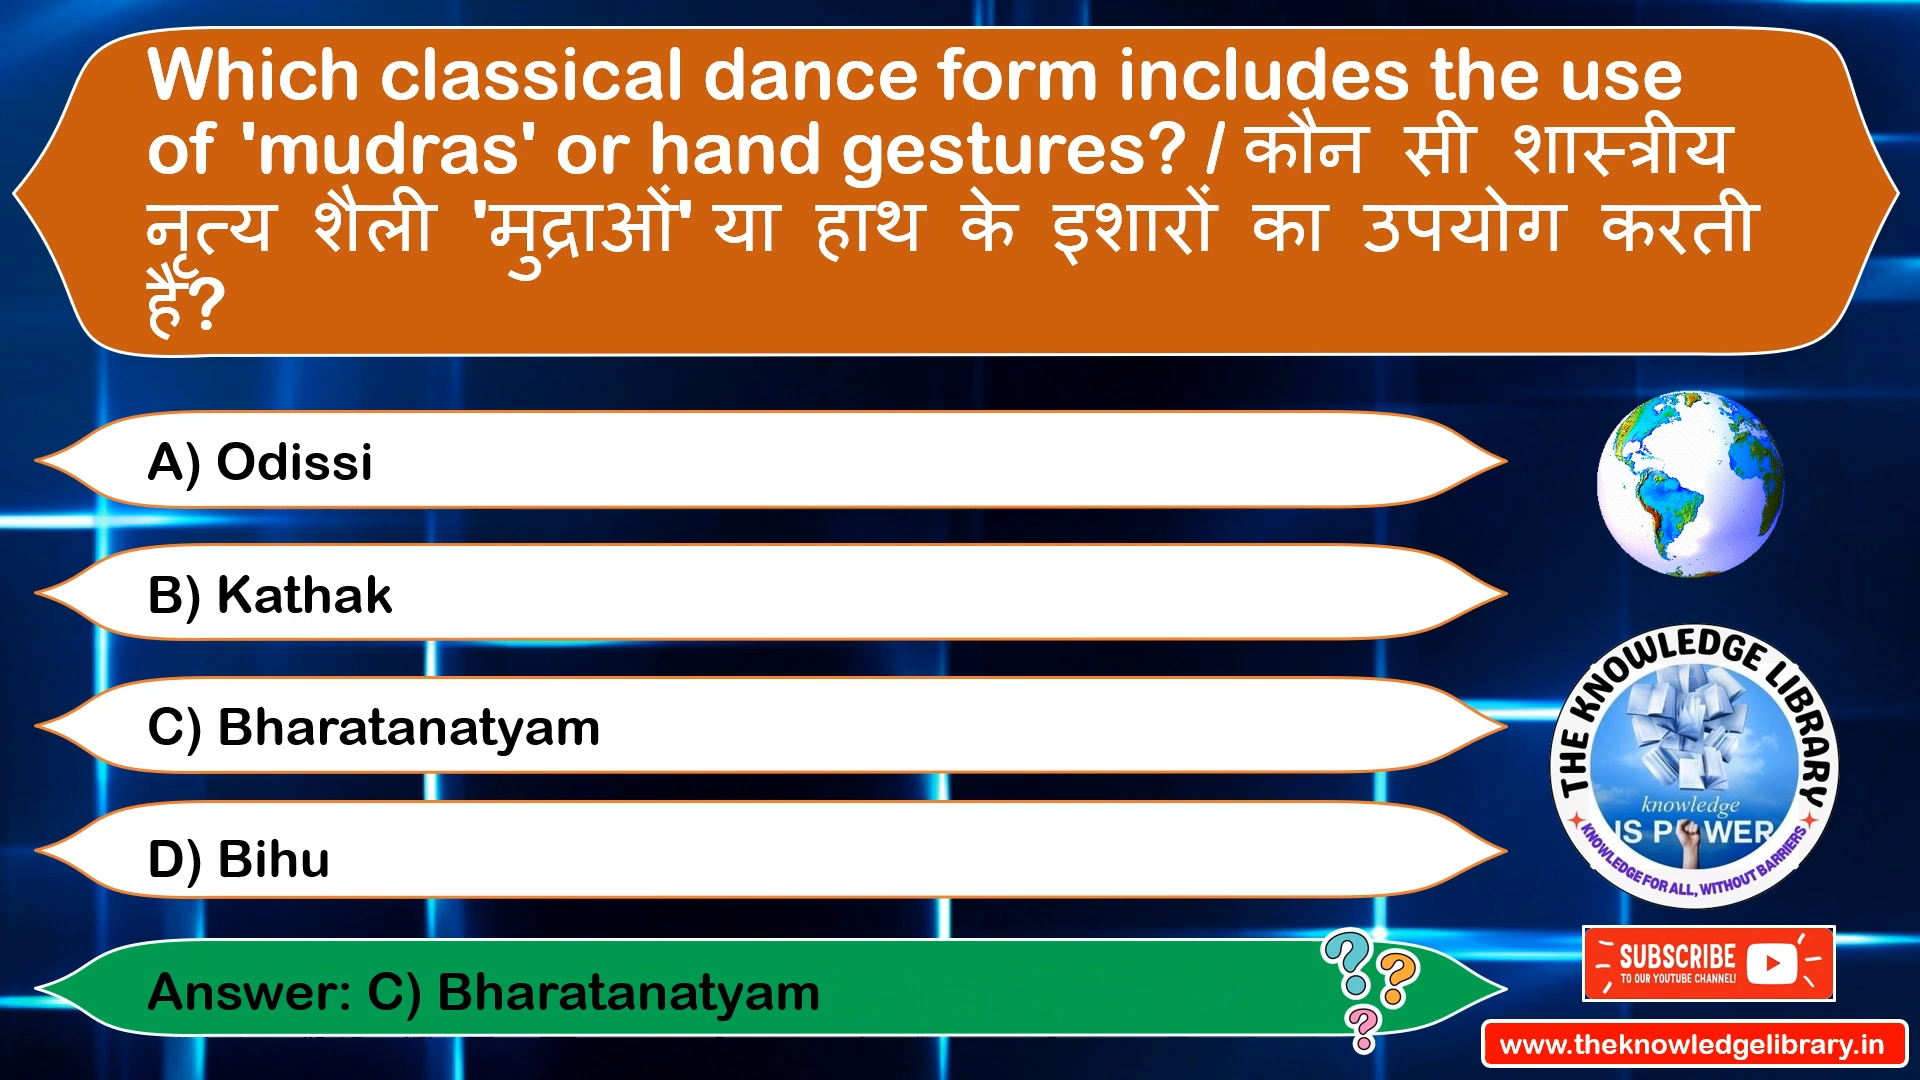 Which classical dance form includes the use
of 'mudras' or hand gestures? / कौन सी शास्त्रीय
नृत्य शैली 'मुद्राओं' या हाथ के इशारों का उपयोग करती
है?
A) Odissi
B) Kathak
C) Bharatanatyam
D) Bihu
Answer: C) Bharatanatyam
THE KNOWLEDGE LIBRARY
knowledge
IS POWER
KNOWLEDGE FOR ALL, WITHOUT BARRIERS
SUBSCRIBE
TO OUR YOUTUBE CHANNEL!
www.theknowledgelibrary.in